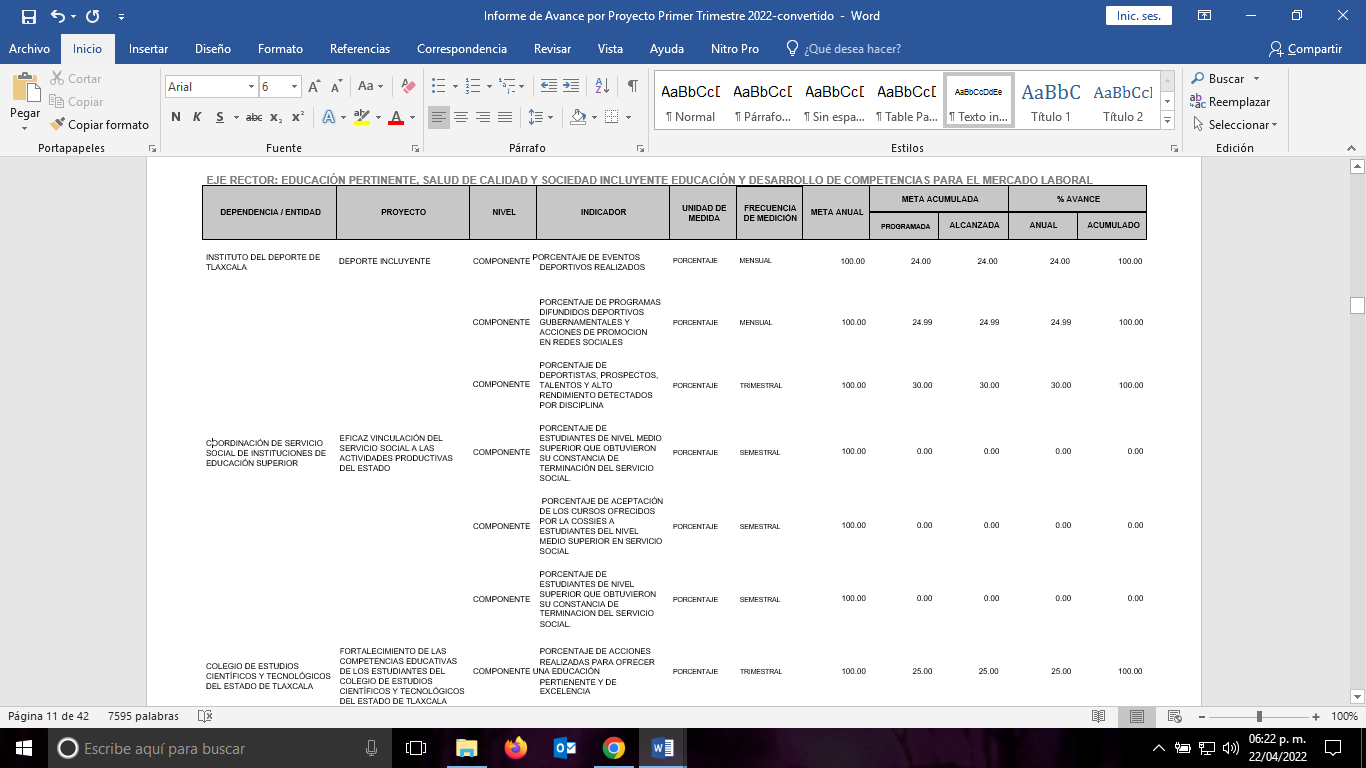 Informe de Avance por Proyecto Primer Trimestre 2022-convertido - Word
Inic. ses.
Archivo Inicio Insertar Diseño Formato Referencias Correspondencia Revisar Vista Ayuda Nitro Pro ¿Qué desea hacer? Compartir
Pegar
Cortar
Copiar
Copiar formato
Portapapeles
Arial 6
N K S abc x₂ x²
Fuente
Párrafo
AaBbCcD AaBbCcD AaBbCcD AaBbCcD AaBbCcDdEe AaBbC AaBbCcI
¶ Normal ¶ Párrafo... ¶ Sin espa... ¶ Table Pa... ¶ Texto in... Título 1 Título 2
Estilos
Buscar
Reemplazar
Seleccionar
Edición
EJE RECTOR: EDUCACIÓN PERTINENTE, SALUD DE CALIDAD Y SOCIEDAD INCLUYENTE EDUCACIÓN Y DESARROLLO DE COMPETENCIAS PARA EL MERCADO LABORAL
DEPENDENCIA / ENTIDAD PROYECTO NIVEL INDICADOR UNIDAD DE MEDIDA FRECUENCIA DE MEDICIÓN META ANUAL META ACUMULADA % AVANCE
PROGRAMADA ALCANZADA ANUAL ACUMULADO
INSTITUTO DEL DEPORTE DE
TLAXCALA
DEPORTE INCLUYENTE
COMPONENTE
PORCENTAJE DE EVENTOS
DEPORTIVOS REALIZADOS
PORCENTAJE MENSUAL 100.00 24.00 24.00 24.00 100.00
COMPONENTE
PORCENTAJE DE PROGRAMAS
DIFUNDIDOS DEPORTIVOS
GUBERNAMENTALES Y
ACCIONES DE PROMOCION
EN REDES SOCIALES
PORCENTAJE MENSUAL 100.00 24.99 24.99 24.99 100.00
COMPONENTE
PORCENTAJE DE
DEPORTISTAS, PROSPECTOS,
TALENTOS Y ALTO
RENDIMIENTO DETECTADOS
POR DISCIPLINA
PORCENTAJE TRIMESTRAL 100.00 30.00 30.00 30.00 100.00
COORDINACIÓN DE SERVICIO
SOCIAL DE INSTITUCIONES DE
EDUCACIÓN SUPERIOR
EFICAZ VINCULACIÓN DEL
SERVICIO SOCIAL A LAS
ACTIVIDADES PRODUCTIVAS
DEL ESTADO
COMPONENTE
PORCENTAJE DE
ESTUDIANTES DE NIVEL MEDIO
SUPERIOR QUE OBTUVIERON
SU CONSTANCIA DE
TERMINACIÓN DEL SERVICIO
SOCIAL.
PORCENTAJE SEMESTRAL 100.00 0.00 0.00 0.00 0.00
COMPONENTE
PORCENTAJE DE ACEPTACIÓN
DE LOS CURSOS OFRECIDOS
POR LA COSSIES A
ESTUDIANTES DEL NIVEL
MEDIO SUPERIOR EN SERVICIO
SOCIAL
PORCENTAJE SEMESTRAL 100.00 0.00 0.00 0.00 0.00
COMPONENTE
PORCENTAJE DE
ESTUDIANTES DE NIVEL
SUPERIOR QUE OBTUVIERON
SU CONSTANCIA DE
TERMINACION DEL SERVICIO
SOCIAL.
PORCENTAJE SEMESTRAL 100.00 0.00 0.00 0.00 0.00
COLEGIO DE ESTUDIOS
CIENTÍFICOS Y TECNOLÓGICOS
DEL ESTADO DE TLAXCALA
FORTALECIMIENTO DE LAS
COMPETENCIAS EDUCATIVAS
DE LOS ESTUDIANTES DEL
COLEGIO DE ESTUDIOS
CIENTÍFICOS Y TECNOLÓGICOS
DEL ESTADO DE TLAXCALA
COMPONENTE
PORCENTAJE DE ACCIONES
REALIZADAS PARA OFRECER
UNA EDUCACIÓN
PERTIENENTE Y DE
EXCELENCIA
PORCENTAJE TRIMESTRAL 100.00 25.00 25.00 25.00 100.00
Página 11 de 42 7595 palabras 100%
Escribe aquí para buscar
06:22 p. m.
22/04/2022